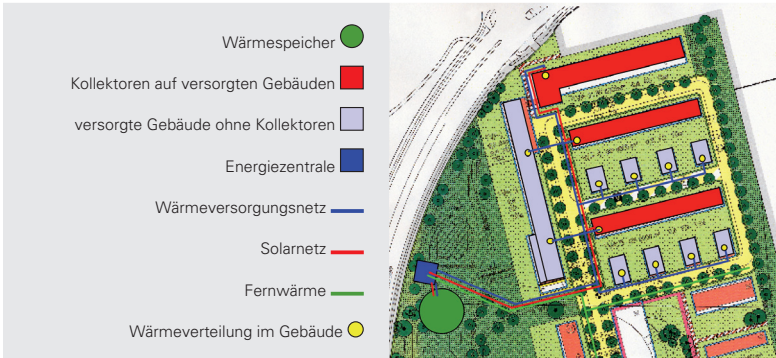 Wärmespeicher
Kollektoren auf versorgten Gebäuden
versorgte Gebäude ohne Kollektoren
Energiezentrale
Wärmeversorgungsnetz
Solarnetz
Fernwärme
Wärmeverteilung im Gebäude